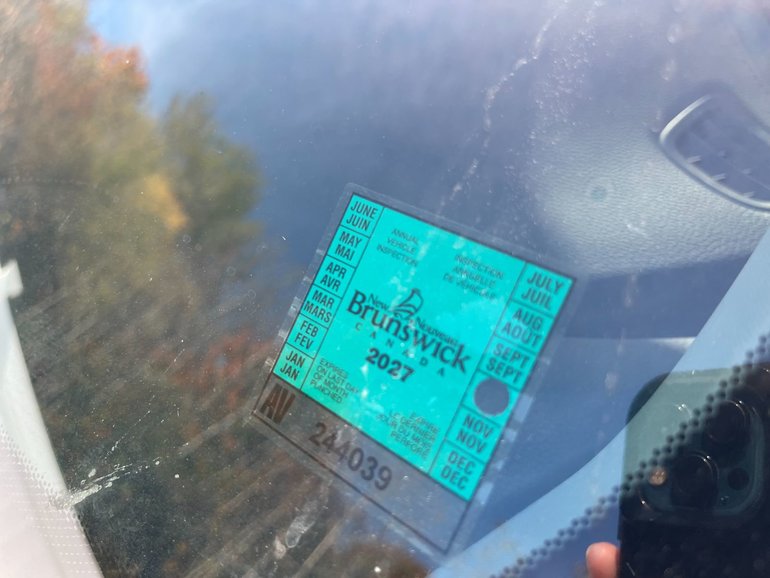 JUNE
JUIN
MAY
MAI
APR
AVR
MAR
MARS
FEB
FEV
JAN
JAN
ANNUAL
VEHICLE
INSPECTION
INSPECTION
ANNUELLE
DE VEHICULE
New Nouveau
Brunswick
CANADA
2027
EXPIRES
ON LAST DAY
OF MONTH
PUNCHED
EXPIRE
LE DERNIER
JOUR DU MOIS
PERFORÉ
JULY
JUIL
AUG
AOUT
SEPT
SEPT
NOV
NOV
DEC
DEC
AV
244039